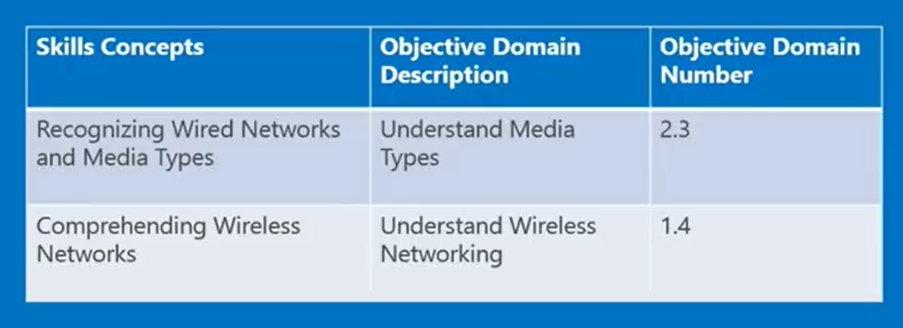 Skills Concepts
Objective Domain
Description
Objective Domain
Number
Recognizing Wired Networks
and Media Types
Understand Media
Types
2.3
Comprehending Wireless
Networks
Understand Wireless
Networking
1.4